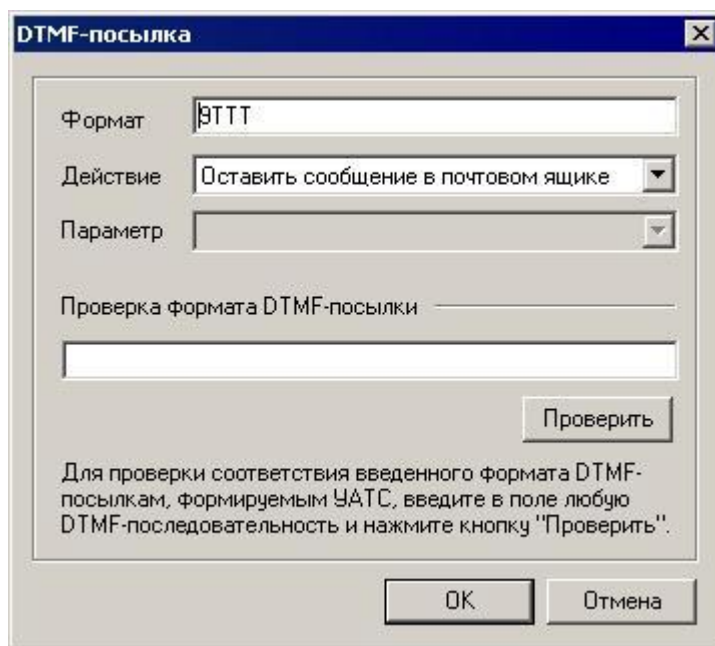 DTMF-посылка
Формат 9TTT
Действие Оставить сообщение в почтовом ящике
Параметр
Проверка формата DTMF-посылки
Проверить
Для проверки соответствия введенного формата DTMF-
посылкам, формируемым УАТС, введите в поле любую
DTMF-последовательность и нажмите кнопку "Проверить".
OK Отмена